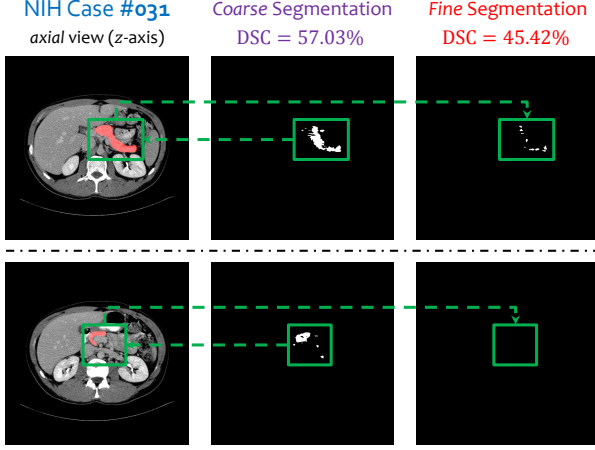 NIH Case #031
axial view (z-axis)
Coarse Segmentation
DSC = 57.03%
Fine Segmentation
DSC = 45.42%